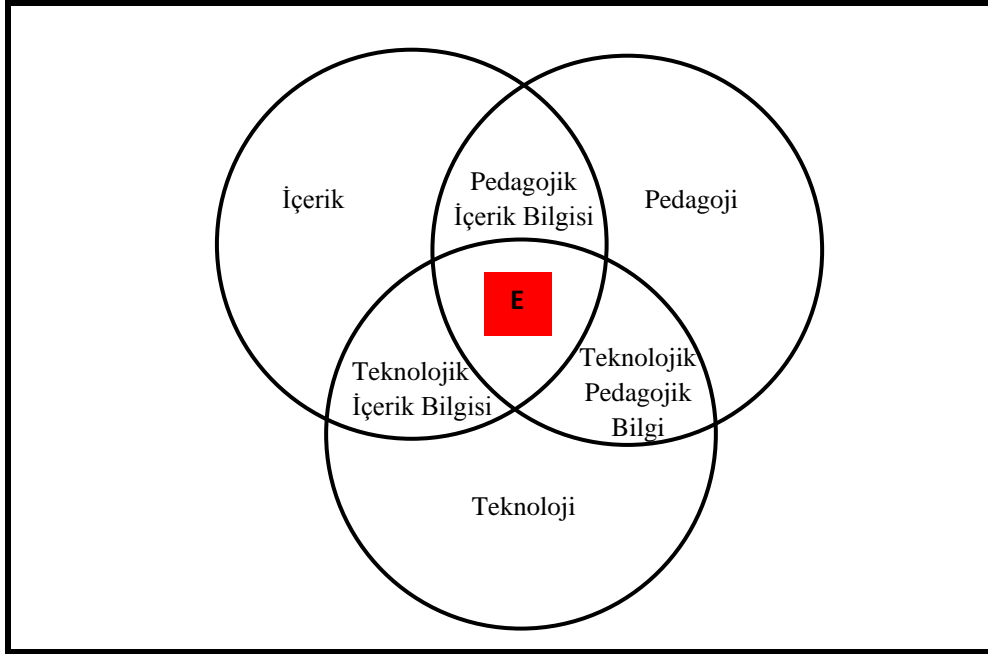 İçerik
Pedagojik
İçerik Bilgisi
Pedagoji
E
Teknolojik
İçerik Bilgisi
Teknolojik
Pedagojik
Bilgi
Teknoloji